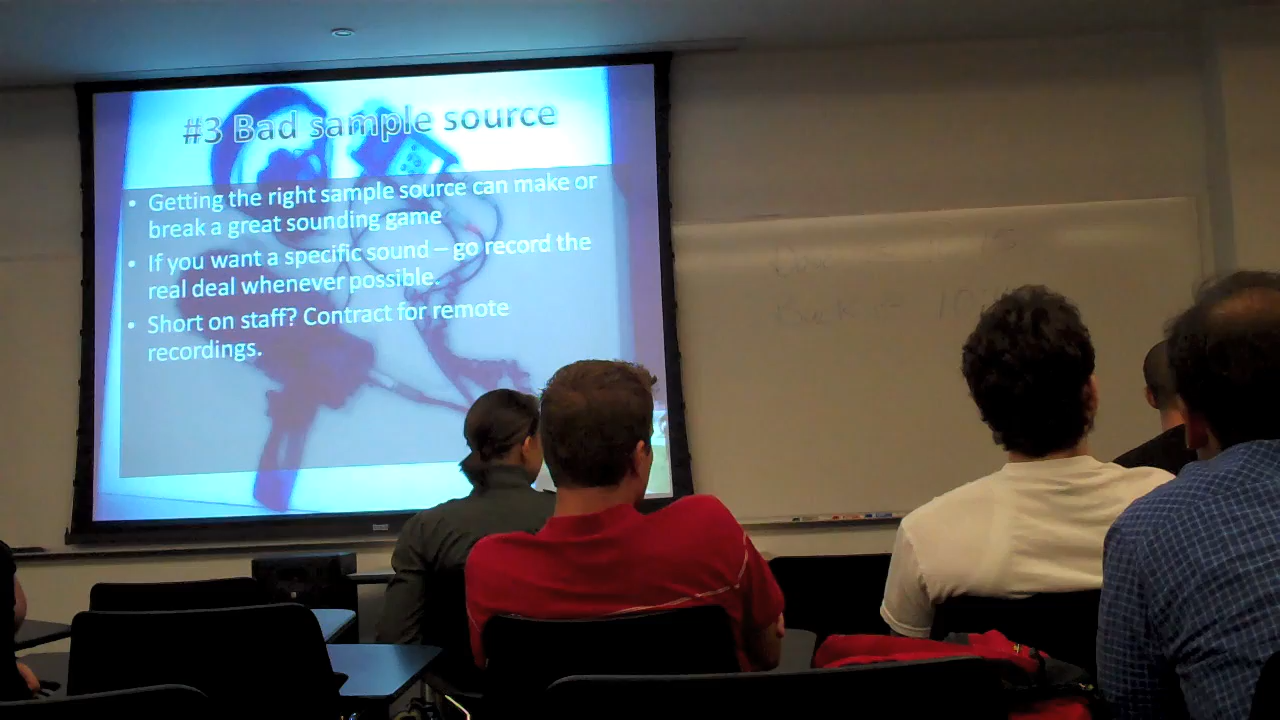 #3 Bad sample source
• Getting the right sample source can make or
break a great sounding game
• If you want a specific sound – go record the
real deal whenever possible.
• Short on staff? Contract for remote
recordings.